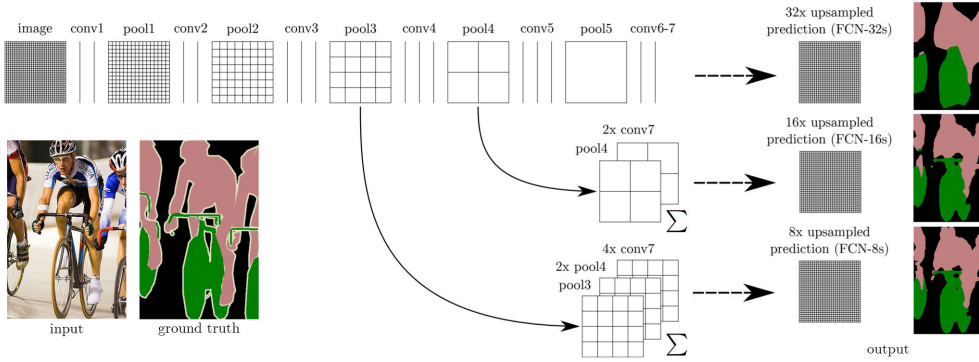 image conv1 pool1 conv2 pool2 conv3 pool3 conv4 pool4 conv5 pool5 conv6-7
32x upsampled
prediction (FCN-32s)
2x conv7
pool4
∑
16x upsampled
prediction (FCN-16s)
4x conv7
2x pool4
pool3
∑
8x upsampled
prediction (FCN-8s)
input
ground truth
output